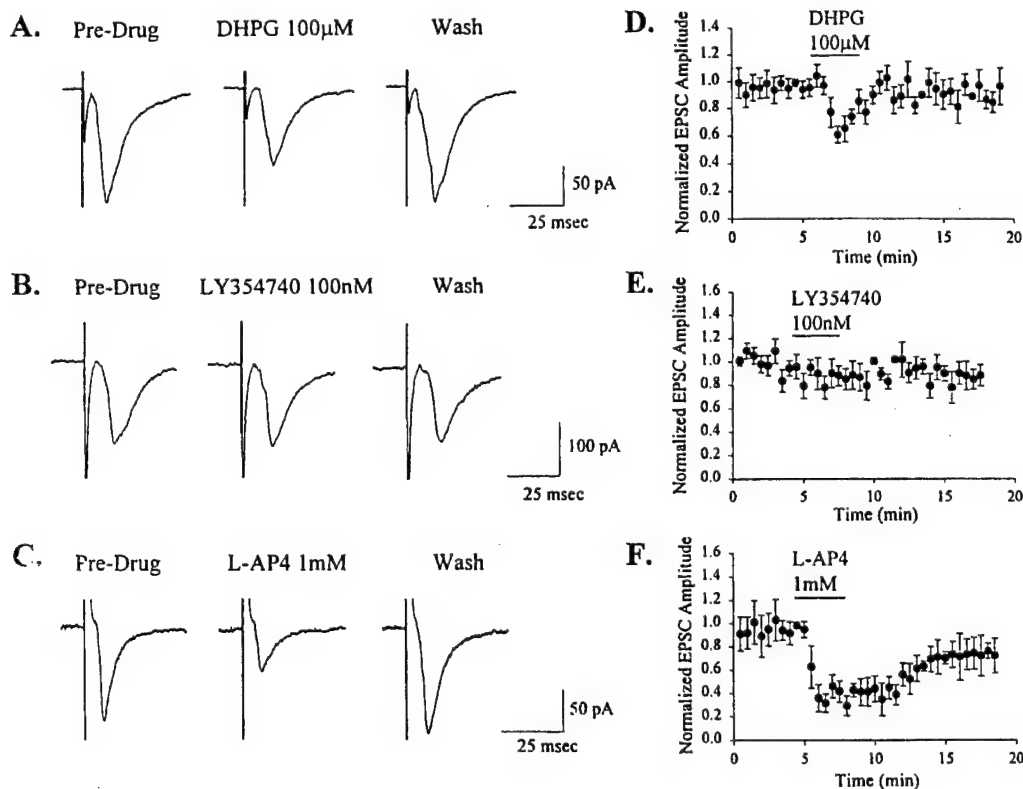 A.
Pre-Drug DHPG 100µM Wash
50 pA
25 msec
B.
Pre-Drug LY354740 100nM Wash
100 pA
25 msec
C.
Pre-Drug L-AP4 1mM Wash
50 pA
25 msec
D.
DHPG
100µM
Normalized EPSC Amplitude
1.4
1.2
1.0
0.8
0.6
0.4
0.2
0.0
0 5 10 15 20
Time (min)
E.
LY354740
100nM
Normalized EPSC Amplitude
1.6
1.4
1.2
1.0
0.8
0.6
0.4
0.2
0.0
0 5 10 15 20
Time (min)
F.
L-AP4
1mM
Normalized EPSC Amplitude
1.6
1.4
1.2
1.0
0.8
0.6
0.4
0.2
0.0
0 5 10 15 20
Time (min)